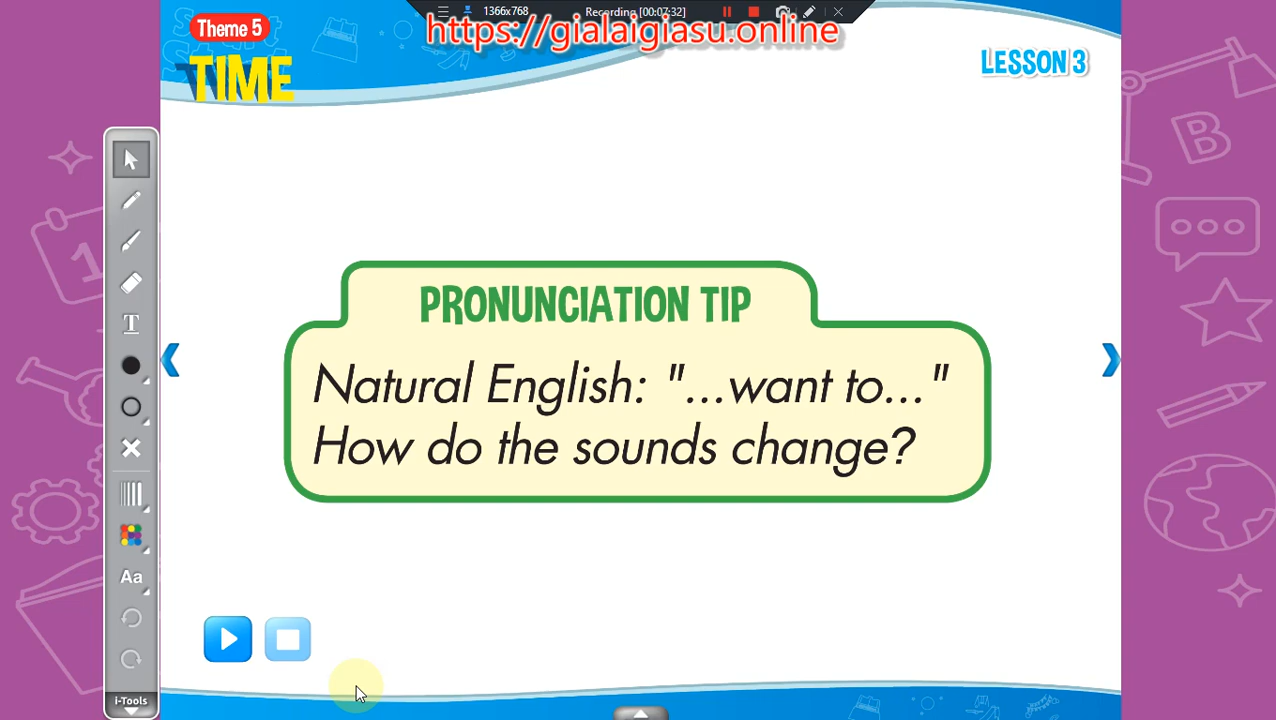 1366x768
Recording [00:07:32]
https://gialaigiasu.online
Theme 5
TIME
LESSON 3
B
1
T
PRONUNCIATION TIP
Natural English: "...want to..."
How do the sounds change?
Aa
i-Tools